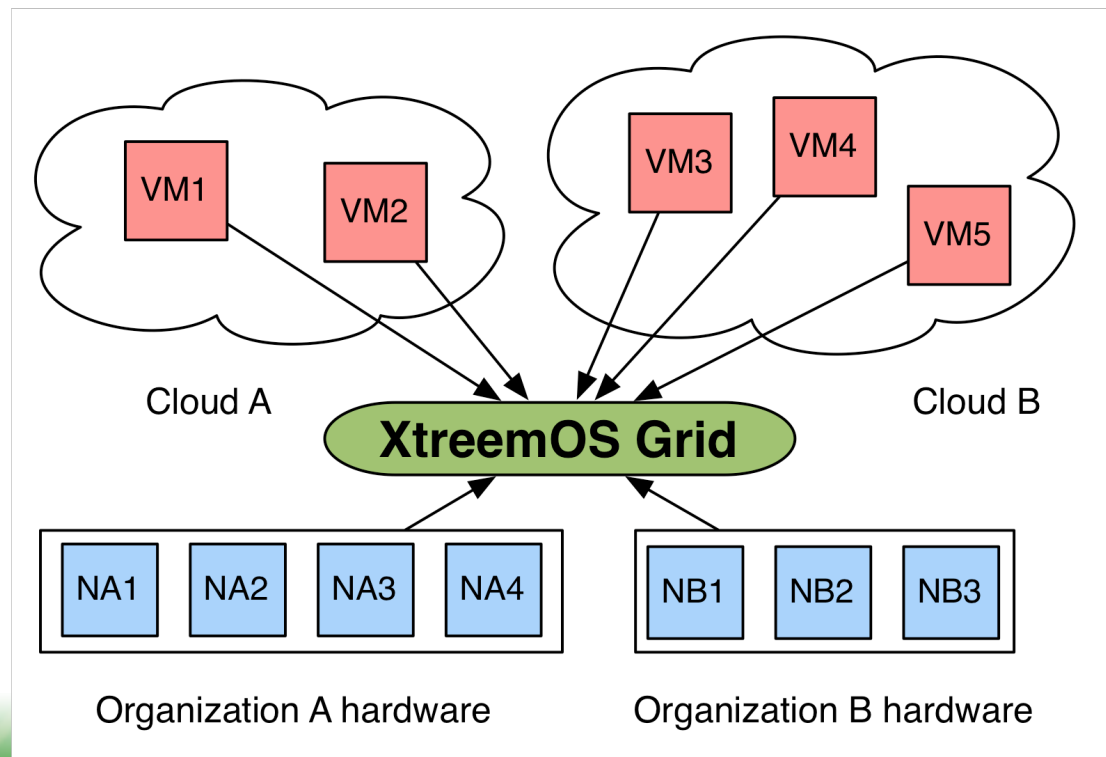 VM1
VM2
VM3
VM4
VM5
Cloud A
Cloud B
XtreemOS Grid
NA1
NA2
NA3
NA4
NB1
NB2
NB3
Organization A hardware
Organization B hardware